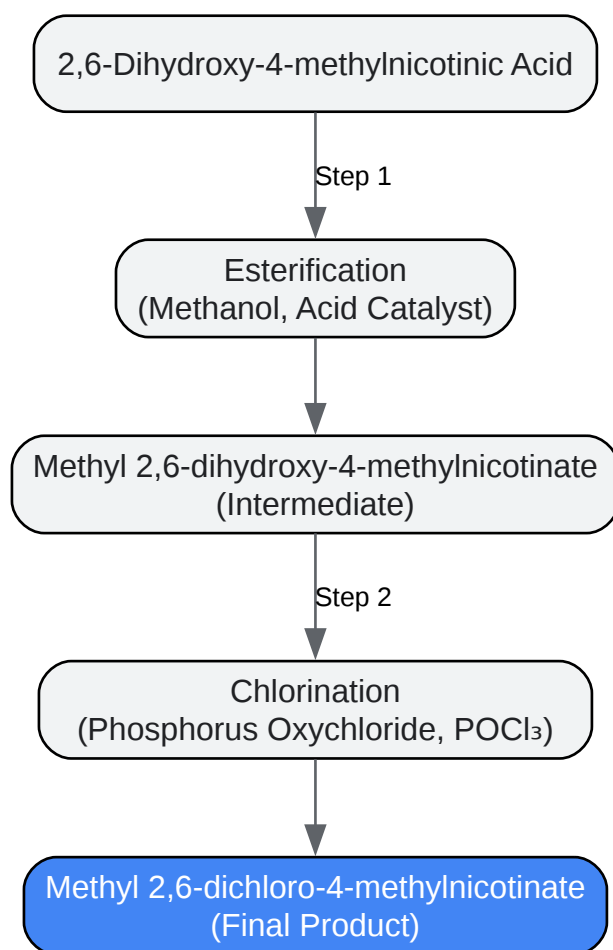 2,6-Dihydroxy-4-methylnicotinic Acid
Step 1
Esterification
(Methanol, Acid Catalyst)
Methyl 2,6-dihydroxy-4-methylnicotinate
(Intermediate)
Step 2
Chlorination
(Phosphorus Oxychloride, POCl₃)
Methyl 2,6-dichloro-4-methylnicotinate
(Final Product)